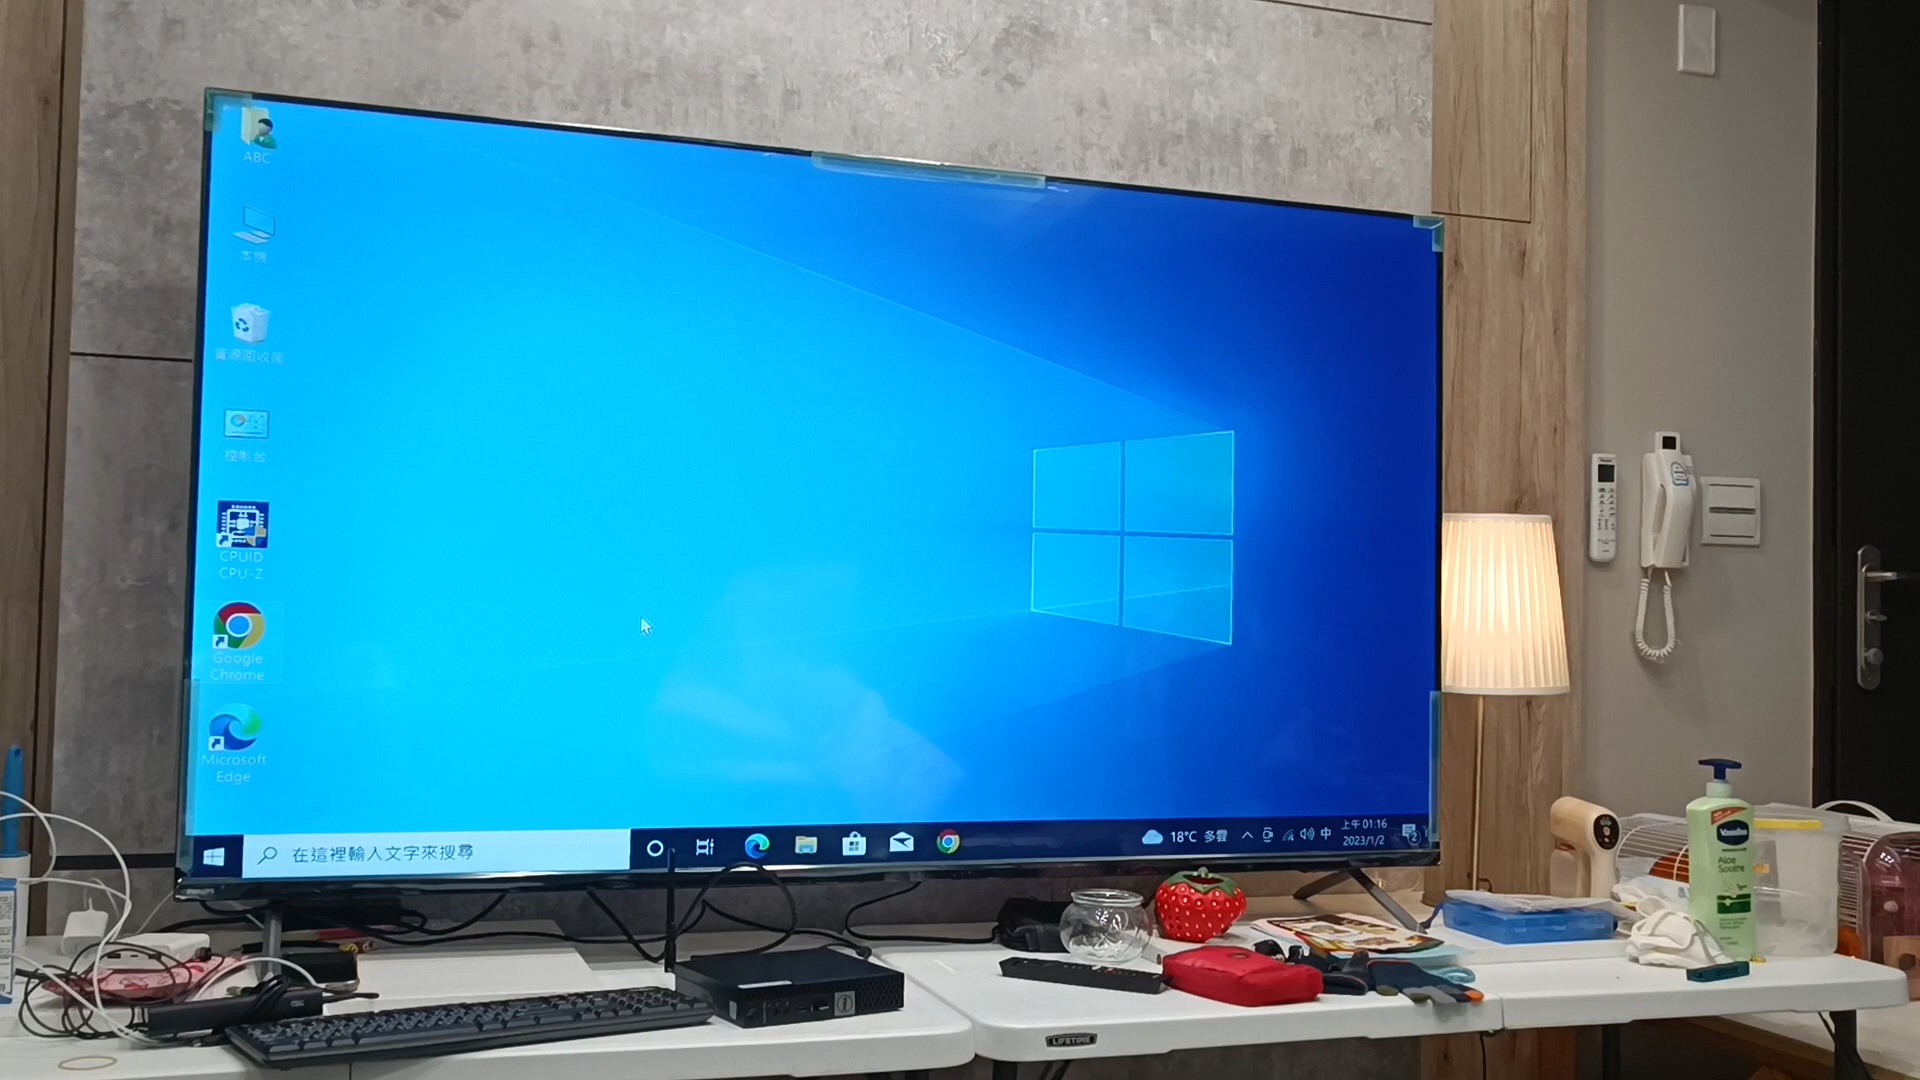 ABC
本機
資源回收筒
控制台
CPUID
CPU-Z
Google
Chrome
Microsoft
Edge
在這裡輸入文字來搜尋
18°C 多雲
中
上午 01:16
2023/1/2
2
LIFETIME
Vaseline
Aloe
Soothe